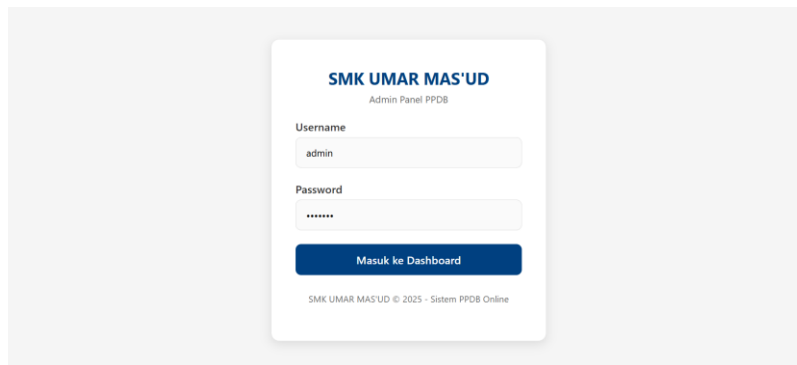 SMK UMAR MAS'UD
Admin Panel PPDB
Username
admin
Password
•••••••
Masuk ke Dashboard
SMK UMAR MAS'UD © 2025 - Sistem PPDB Online